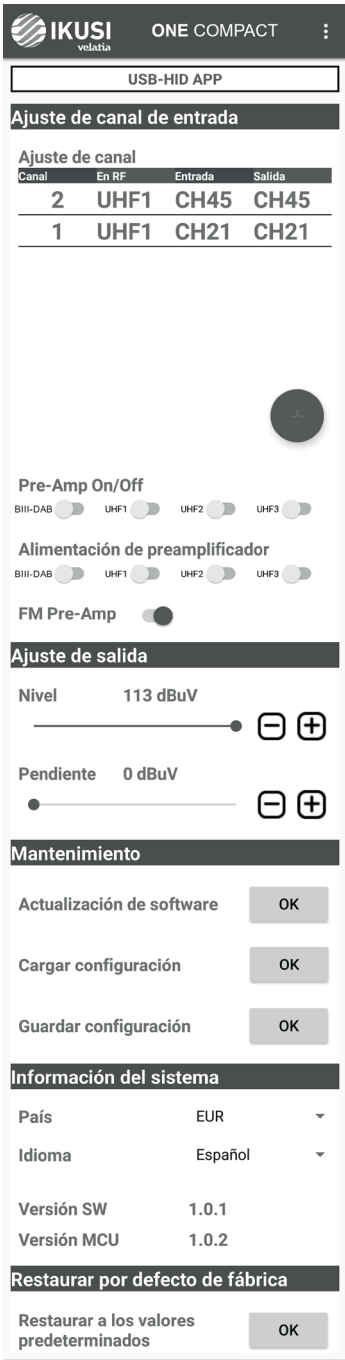 IKUSI
velatia
ONE COMPACT
USB-HID APP
Ajuste de canal de entrada
Ajuste de canal
Canal En RF Entrada Salida
2 UHF1 CH45 CH45
1 UHF1 CH21 CH21
Pre-Amp On/Off
BIII-DAB UHF1 UHF2 UHF3
Alimentación de preamplificador
BIII-DAB UHF1 UHF2 UHF3
FM Pre-Amp
Ajuste de salida
Nivel 113 dBuV
Pendiente 0 dBuV
Mantenimiento
Actualización de software OK
Cargar configuración OK
Guardar configuración OK
Información del sistema
País EUR
Idioma Español
Versión SW 1.0.1
Versión MCU 1.0.2
Restaurar por defecto de fábrica
Restaurar a los valores
predeterminados OK